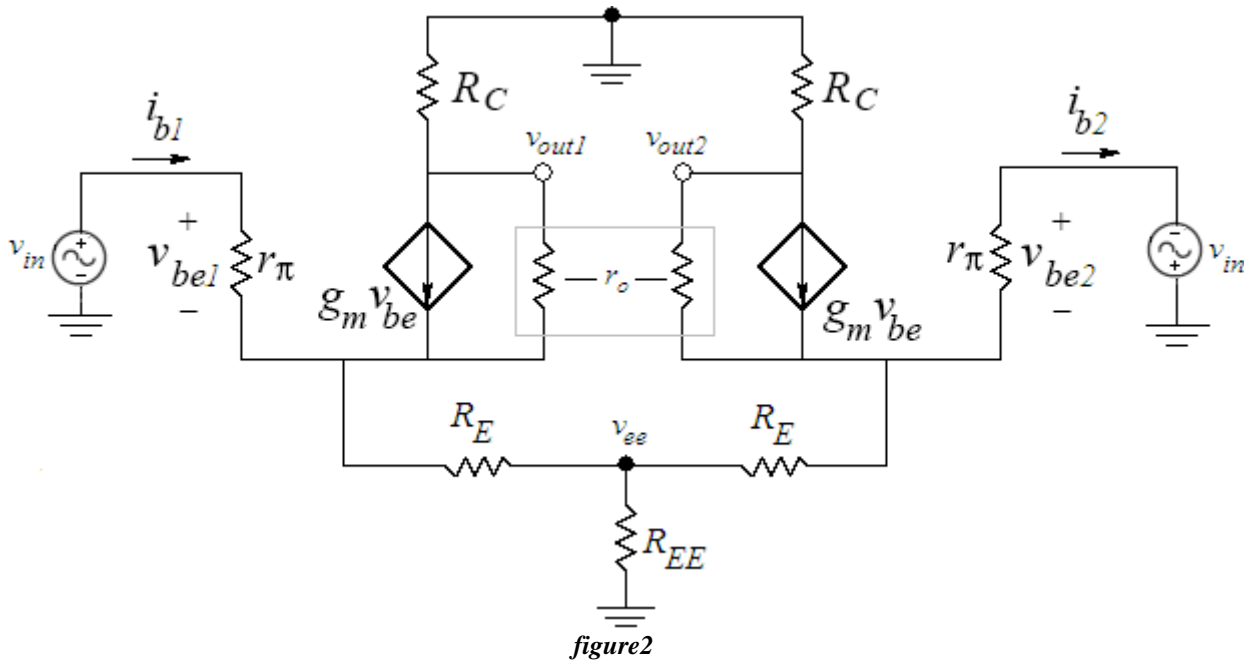 R_C
R_C
i_b1
i_b2
v_out1
v_out2
+
+
+
-
v_in
v_be1
r_π
r_o
r_π
v_be2
-
+
v_in
−
−
g_m v_be
g_m v_be
R_E
v_ee
R_E
R_EE
figure2